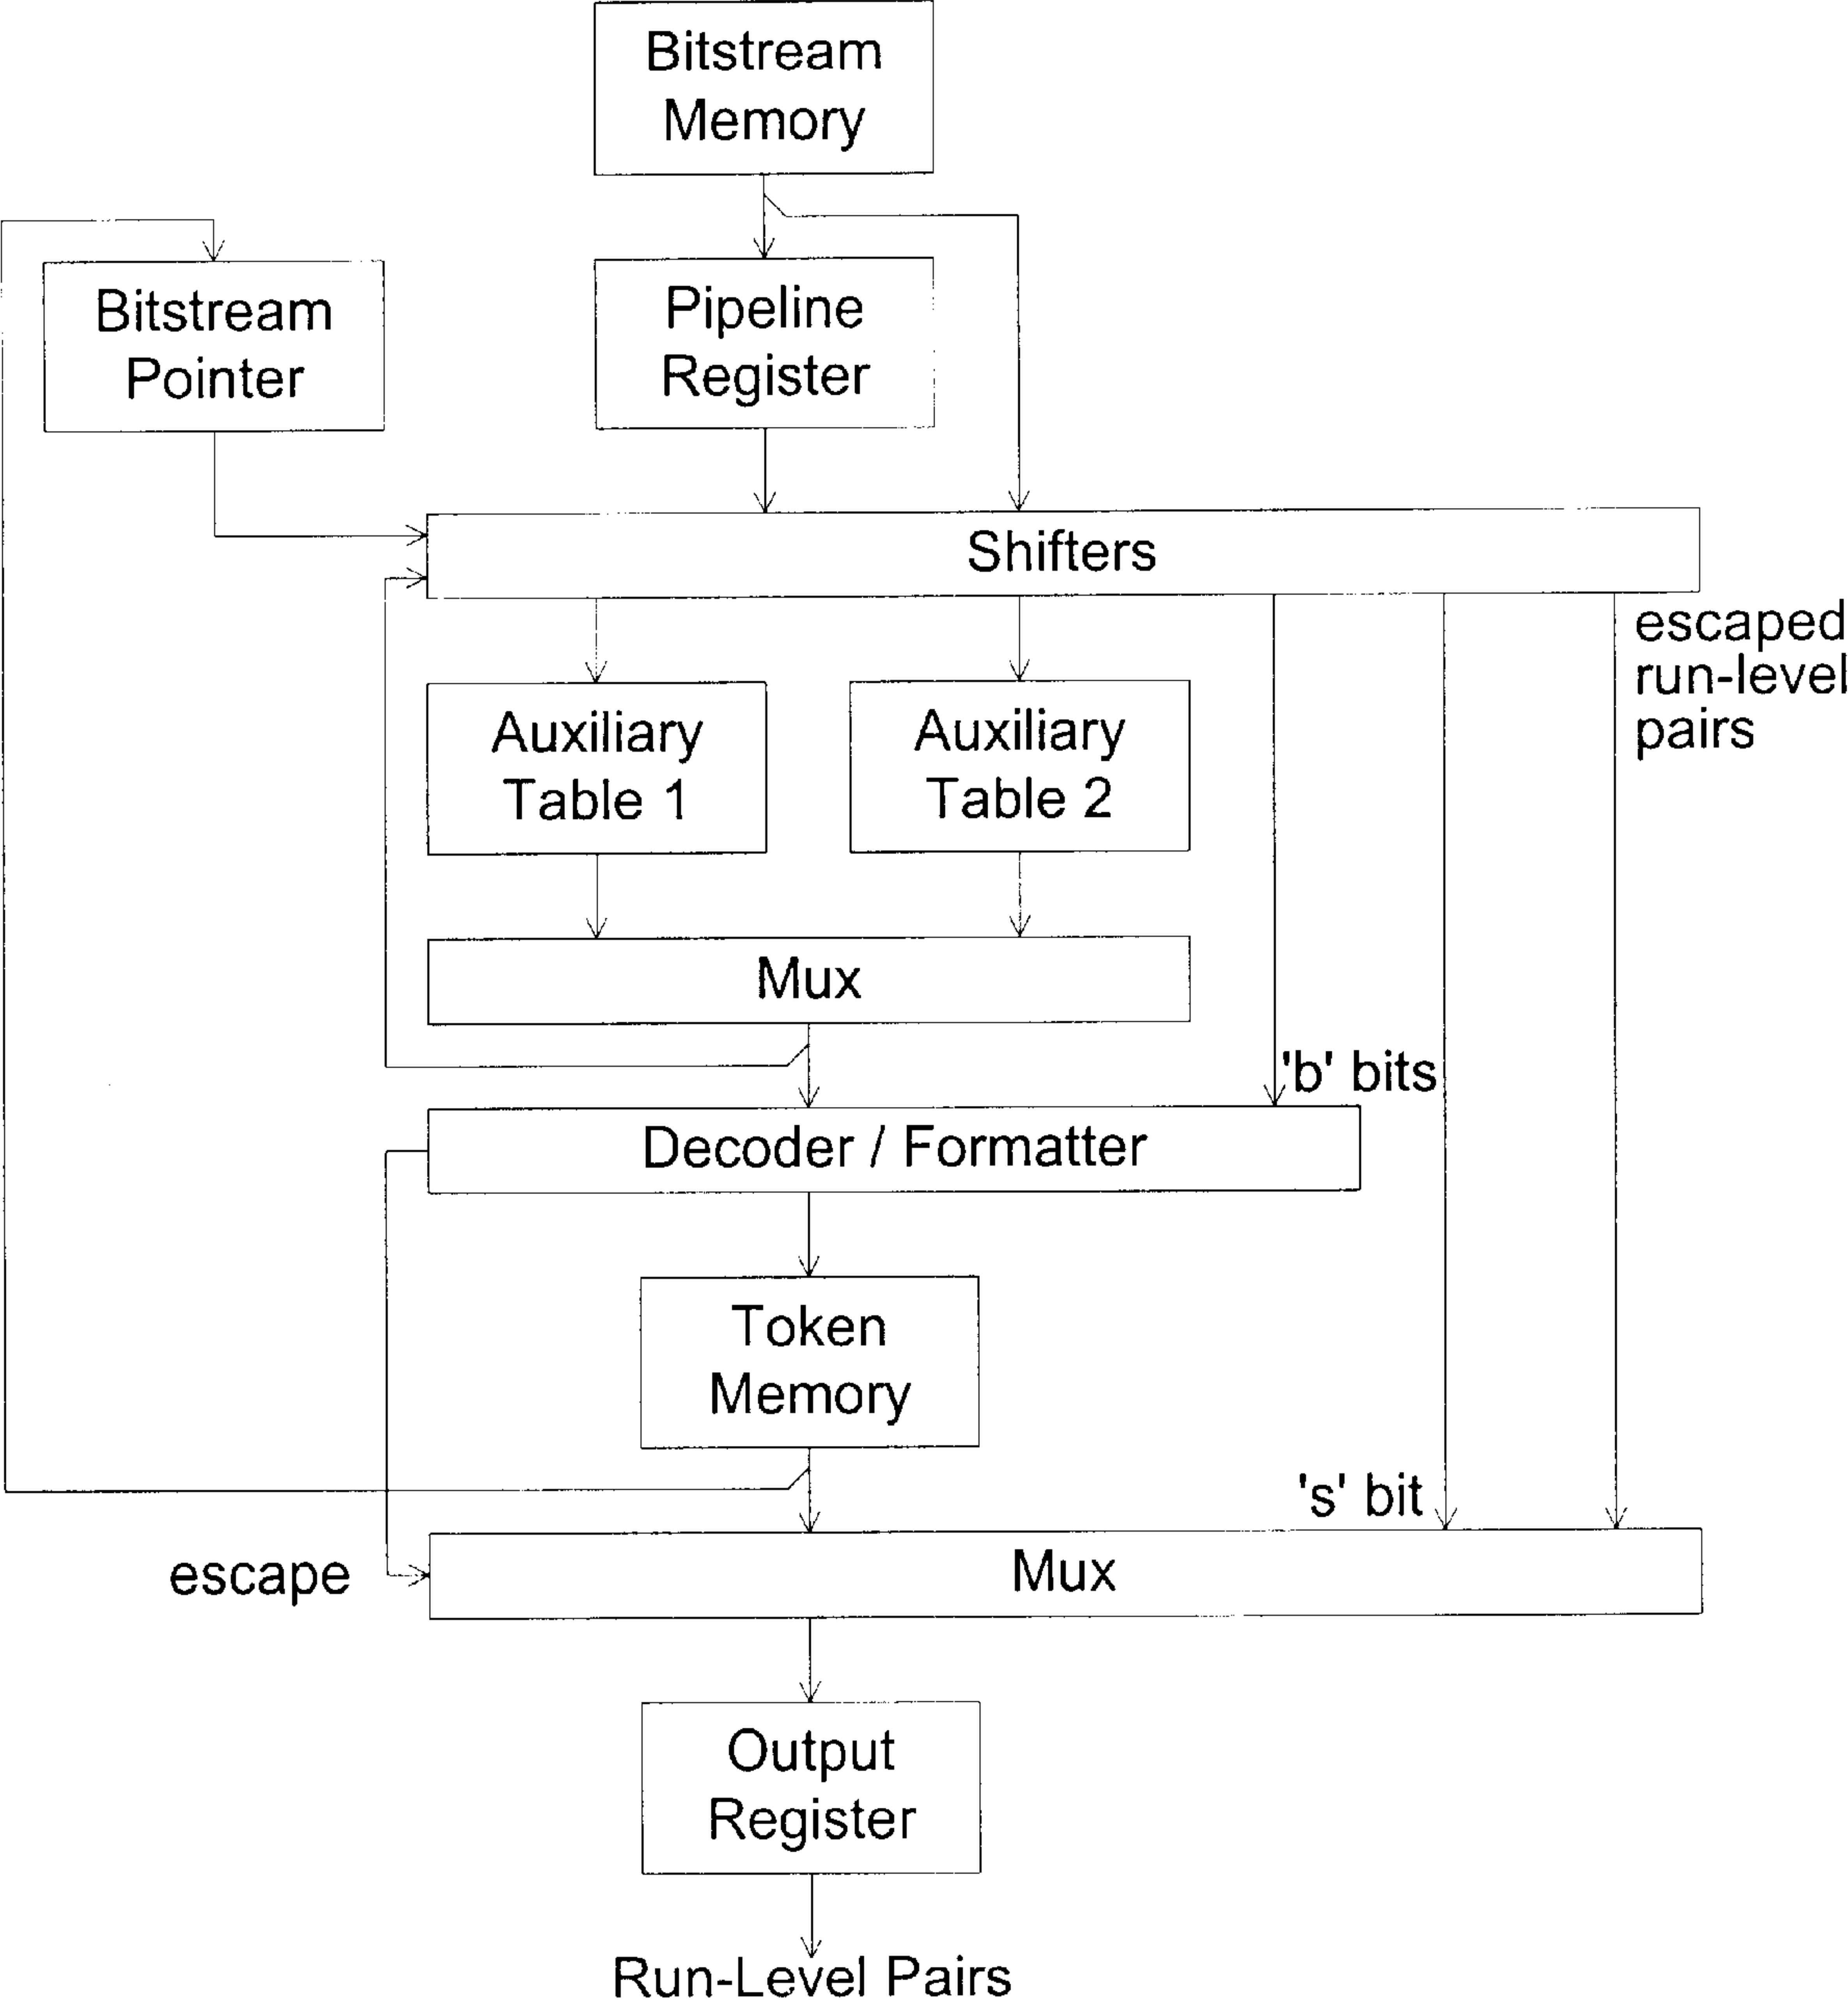 Bitstream
Memory
Bitstream
Pointer
Pipeline
Register
Shifters
escaped
run-level
pairs
Auxiliary
Table 1
Auxiliary
Table 2
Mux
'b' bits
Decoder / Formatter
Token
Memory
's' bit
escape
Mux
Output
Register
Run-Level Pairs